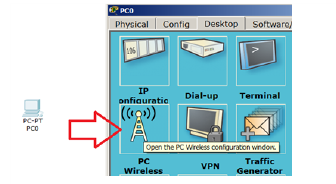 PC0
Physical Config Desktop Software/
106
IP
onfiguratic
Dial-up
Terminal
PC-PT
PC0
Open the PC Wireless configuration window.
PC
Wireless
VPN
Traffic
Generator